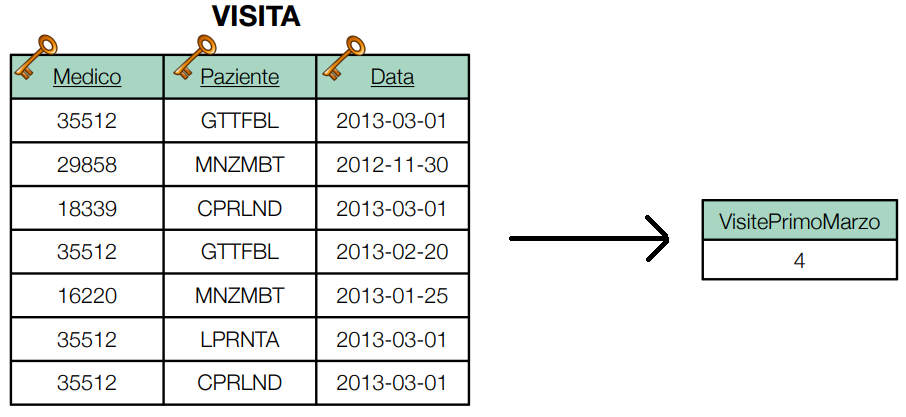 VISITA
Medico Paziente Data
35512 GTTFBL 2013-03-01
29858 MNZMBT 2012-11-30
18339 CPRLND 2013-03-01
35512 GTTFBL 2013-02-20
16220 MNZMBT 2013-01-25
35512 LPRNTA 2013-03-01
35512 CPRLND 2013-03-01
VisitePrimoMarzo
4